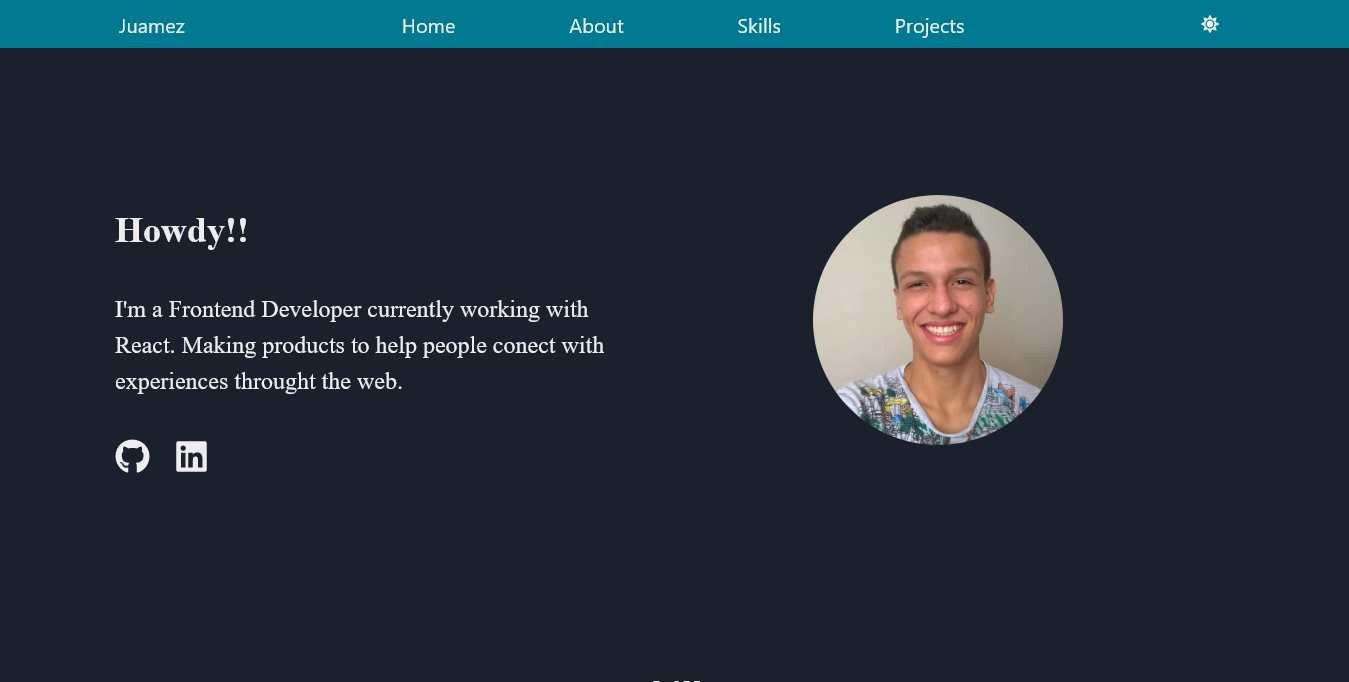 Juamez Home About Skills Projects
Howdy!!
I'm a Frontend Developer currently working with
React. Making products to help people conect with
experiences throught the web.
in